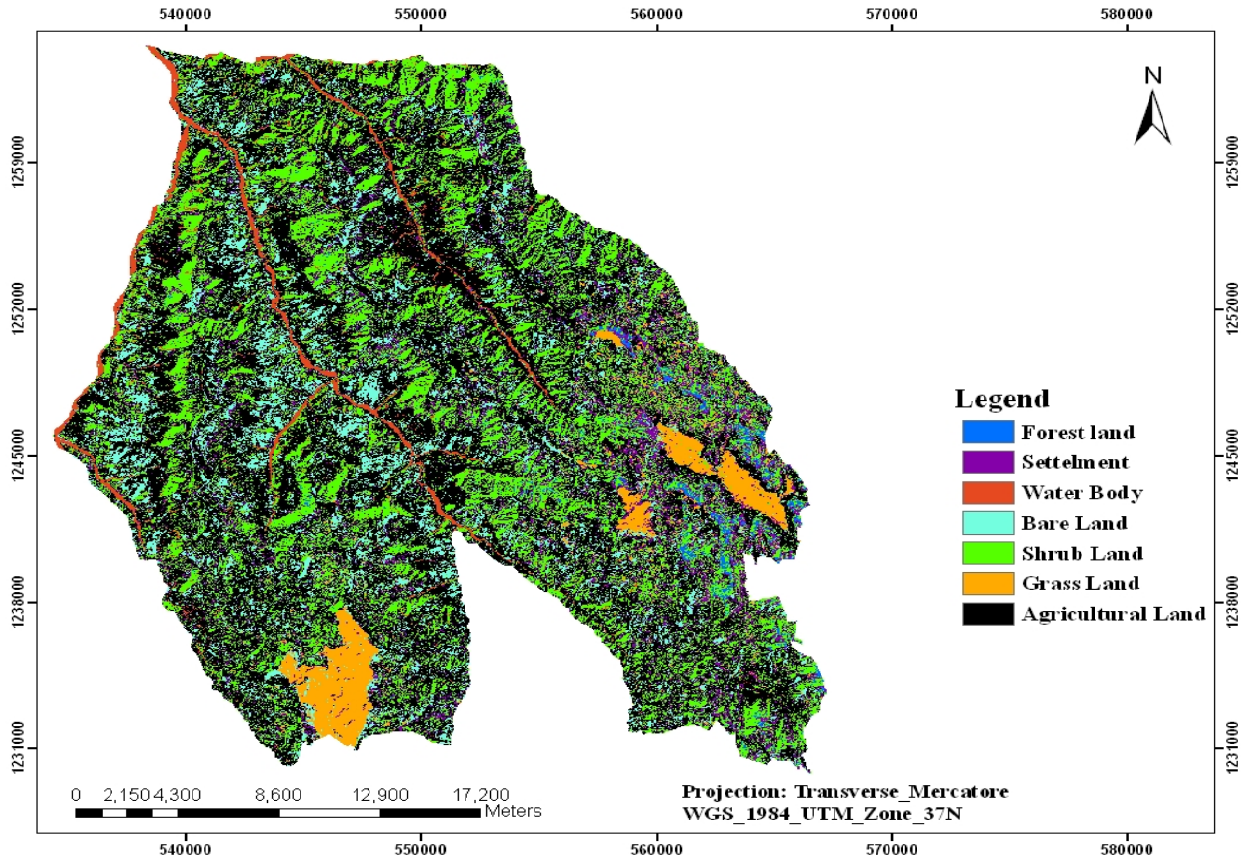 540000 550000 560000 570000 580000
N
1259000 1259000
1252000 1252000
1245000 1245000
1238000 1238000
1231000 1231000
Legend
Forest land
Settelment
Water Body
Bare Land
Shrub Land
Grass Land
Agricultural Land
0 2,150 4,300 8,600 12,900 17,200
Meters
Projection: Transverse_Mercatore
WGS_1984_UTM_Zone_37N
540000 550000 560000 570000 580000